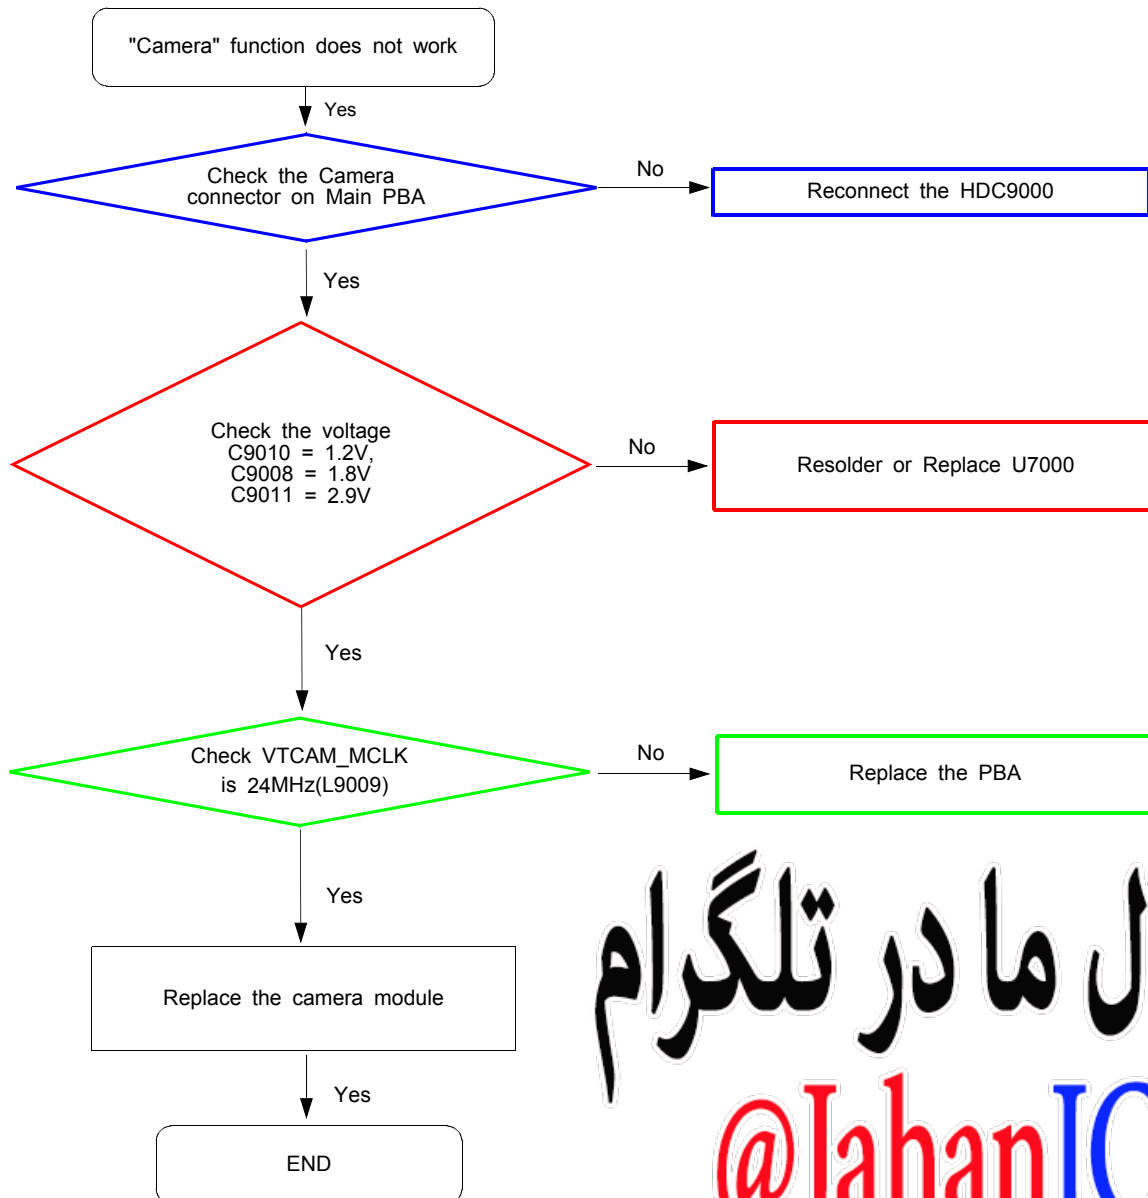 "Camera" function does not work
Yes
Check the Camera
connector on Main PBA
No
Reconnect the HDC9000
Yes
Check the voltage
C9010 = 1.2V,
C9008 = 1.8V
C9011 = 2.9V
No
Resolder or Replace U7000
Yes
Check VTCAM_MCLK
is 24MHz(L9009)
No
Replace the PBA
Yes
Replace the camera module
Yes
END
ل ما در تلگرام
@JahanIC